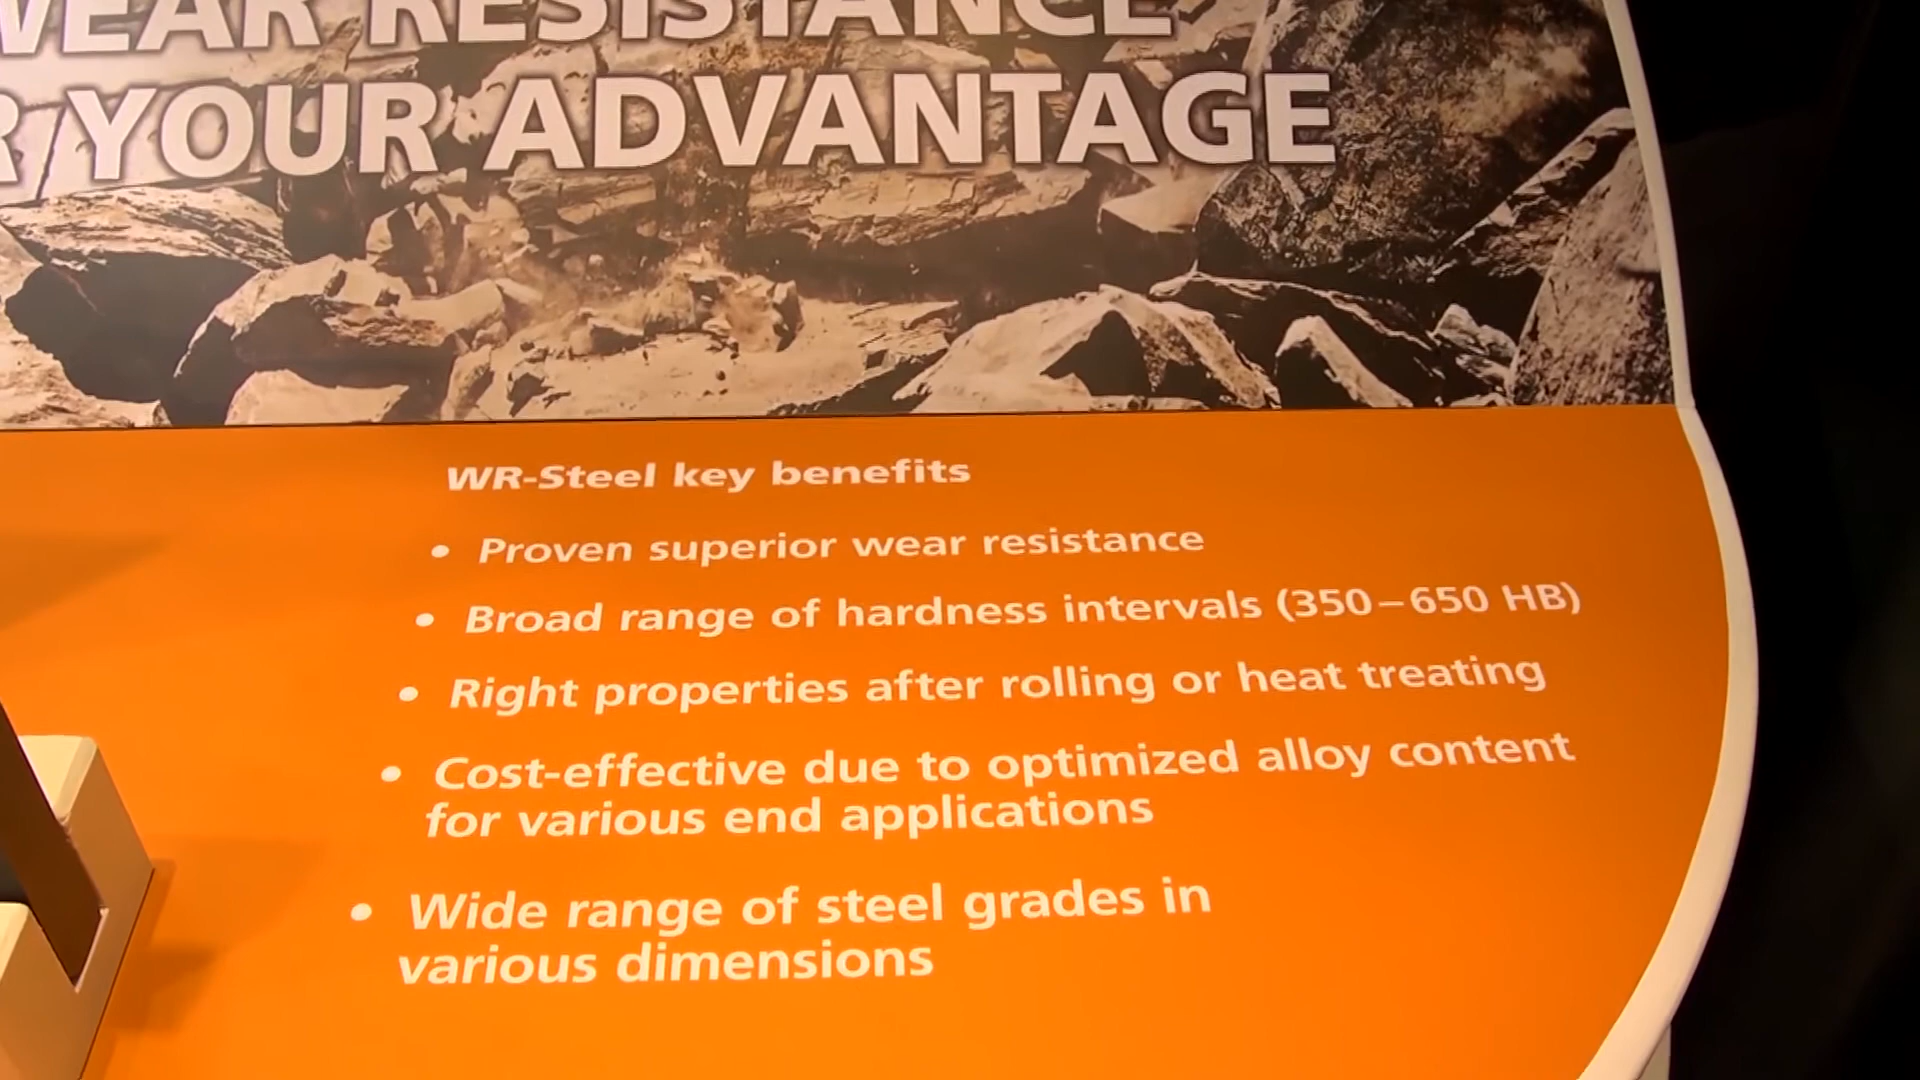 WEAR RESISTANCE
R YOUR ADVANTAGE
WR-Steel key benefits
• Proven superior wear resistance
• Broad range of hardness intervals (350–650 HB)
• Right properties after rolling or heat treating
• Cost-effective due to optimized alloy content
for various end applications
• Wide range of steel grades in
various dimensions